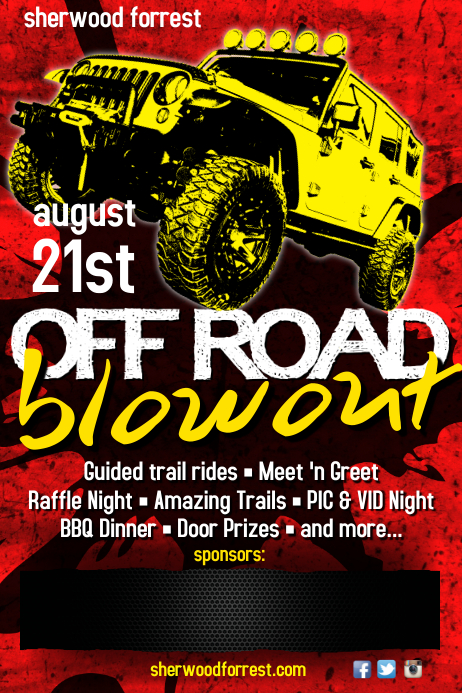 sherwood forrest
august
21st
OFF ROAD
blowout
Guided trail rides ▪ Meet 'n Greet
Raffle Night ▪ Amazing Trails ▪ PIC & VID Night
BBQ Dinner ▪ Door Prizes ▪ and more...
sponsors:
sherwoodforrest.com